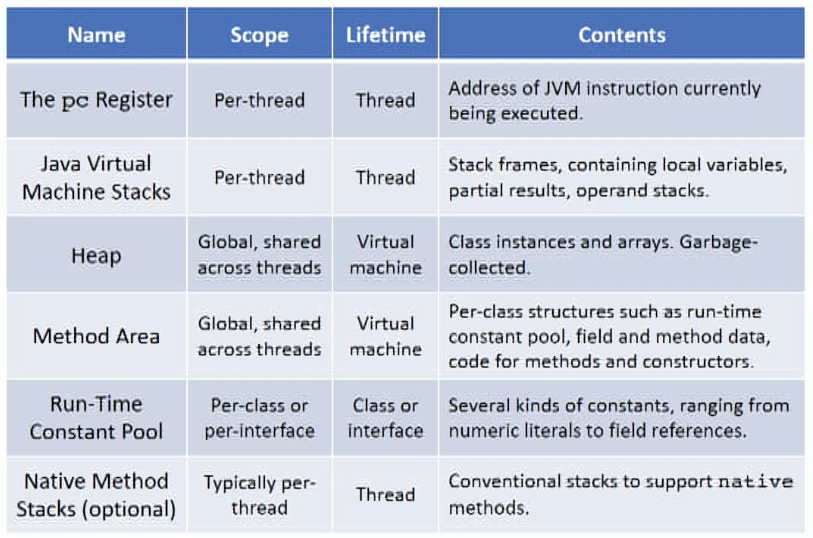 Name Scope Lifetime Contents
The pc Register Per-thread Thread Address of JVM instruction currently
being executed.
Java Virtual
Machine Stacks Per-thread Thread Stack frames, containing local variables,
partial results, operand stacks.
Heap Global, shared
across threads Virtual
machine Class instances and arrays. Garbage-
collected.
Method Area Global, shared
across threads Virtual
machine Per-class structures such as run-time
constant pool, field and method data,
code for methods and constructors.
Run-Time
Constant Pool Per-class or
per-interface Class or
interface Several kinds of constants, ranging from
numeric literals to field references.
Native Method
Stacks (optional) Typically per-
thread Thread Conventional stacks to support native
methods.